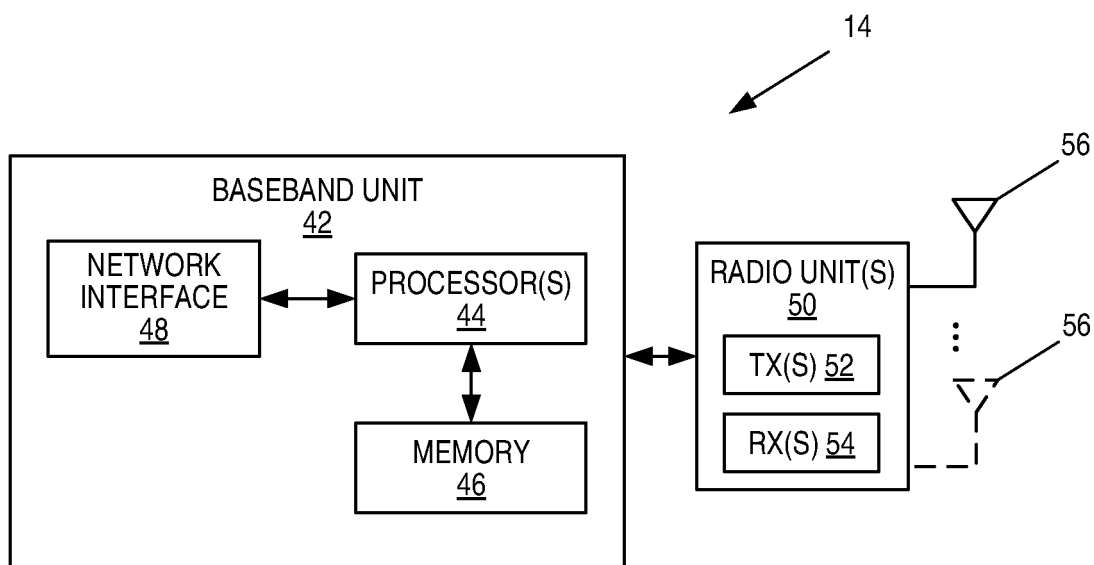 14
56
BASEBAND UNIT
42
NETWORK
INTERFACE
48
PROCESSOR(S)
44
MEMORY
46
RADIO UNIT(S)
50
TX(S) 52
RX(S) 54
56